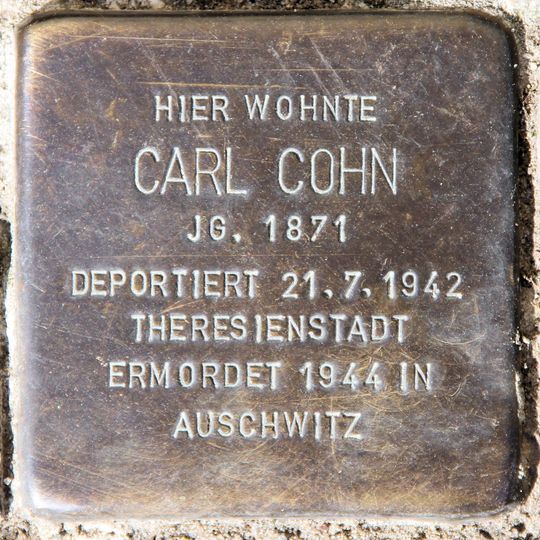 HIER WOHNTE
CARL COHN
JG. 1871
DEPORTIERT 21.7.1942
THERESIENSTADT
ERMORDET 1944 IN
AUSCHWITZ